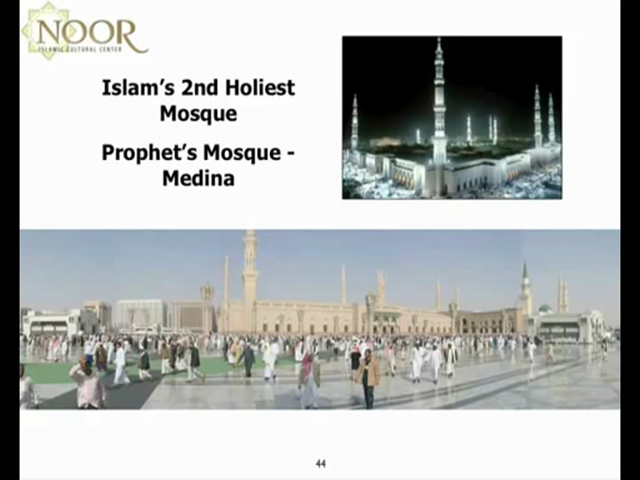 NOOR
ISLAMIC CULTURAL CENTER
Islam's 2nd Holiest
Mosque
Prophet's Mosque -
Medina
44